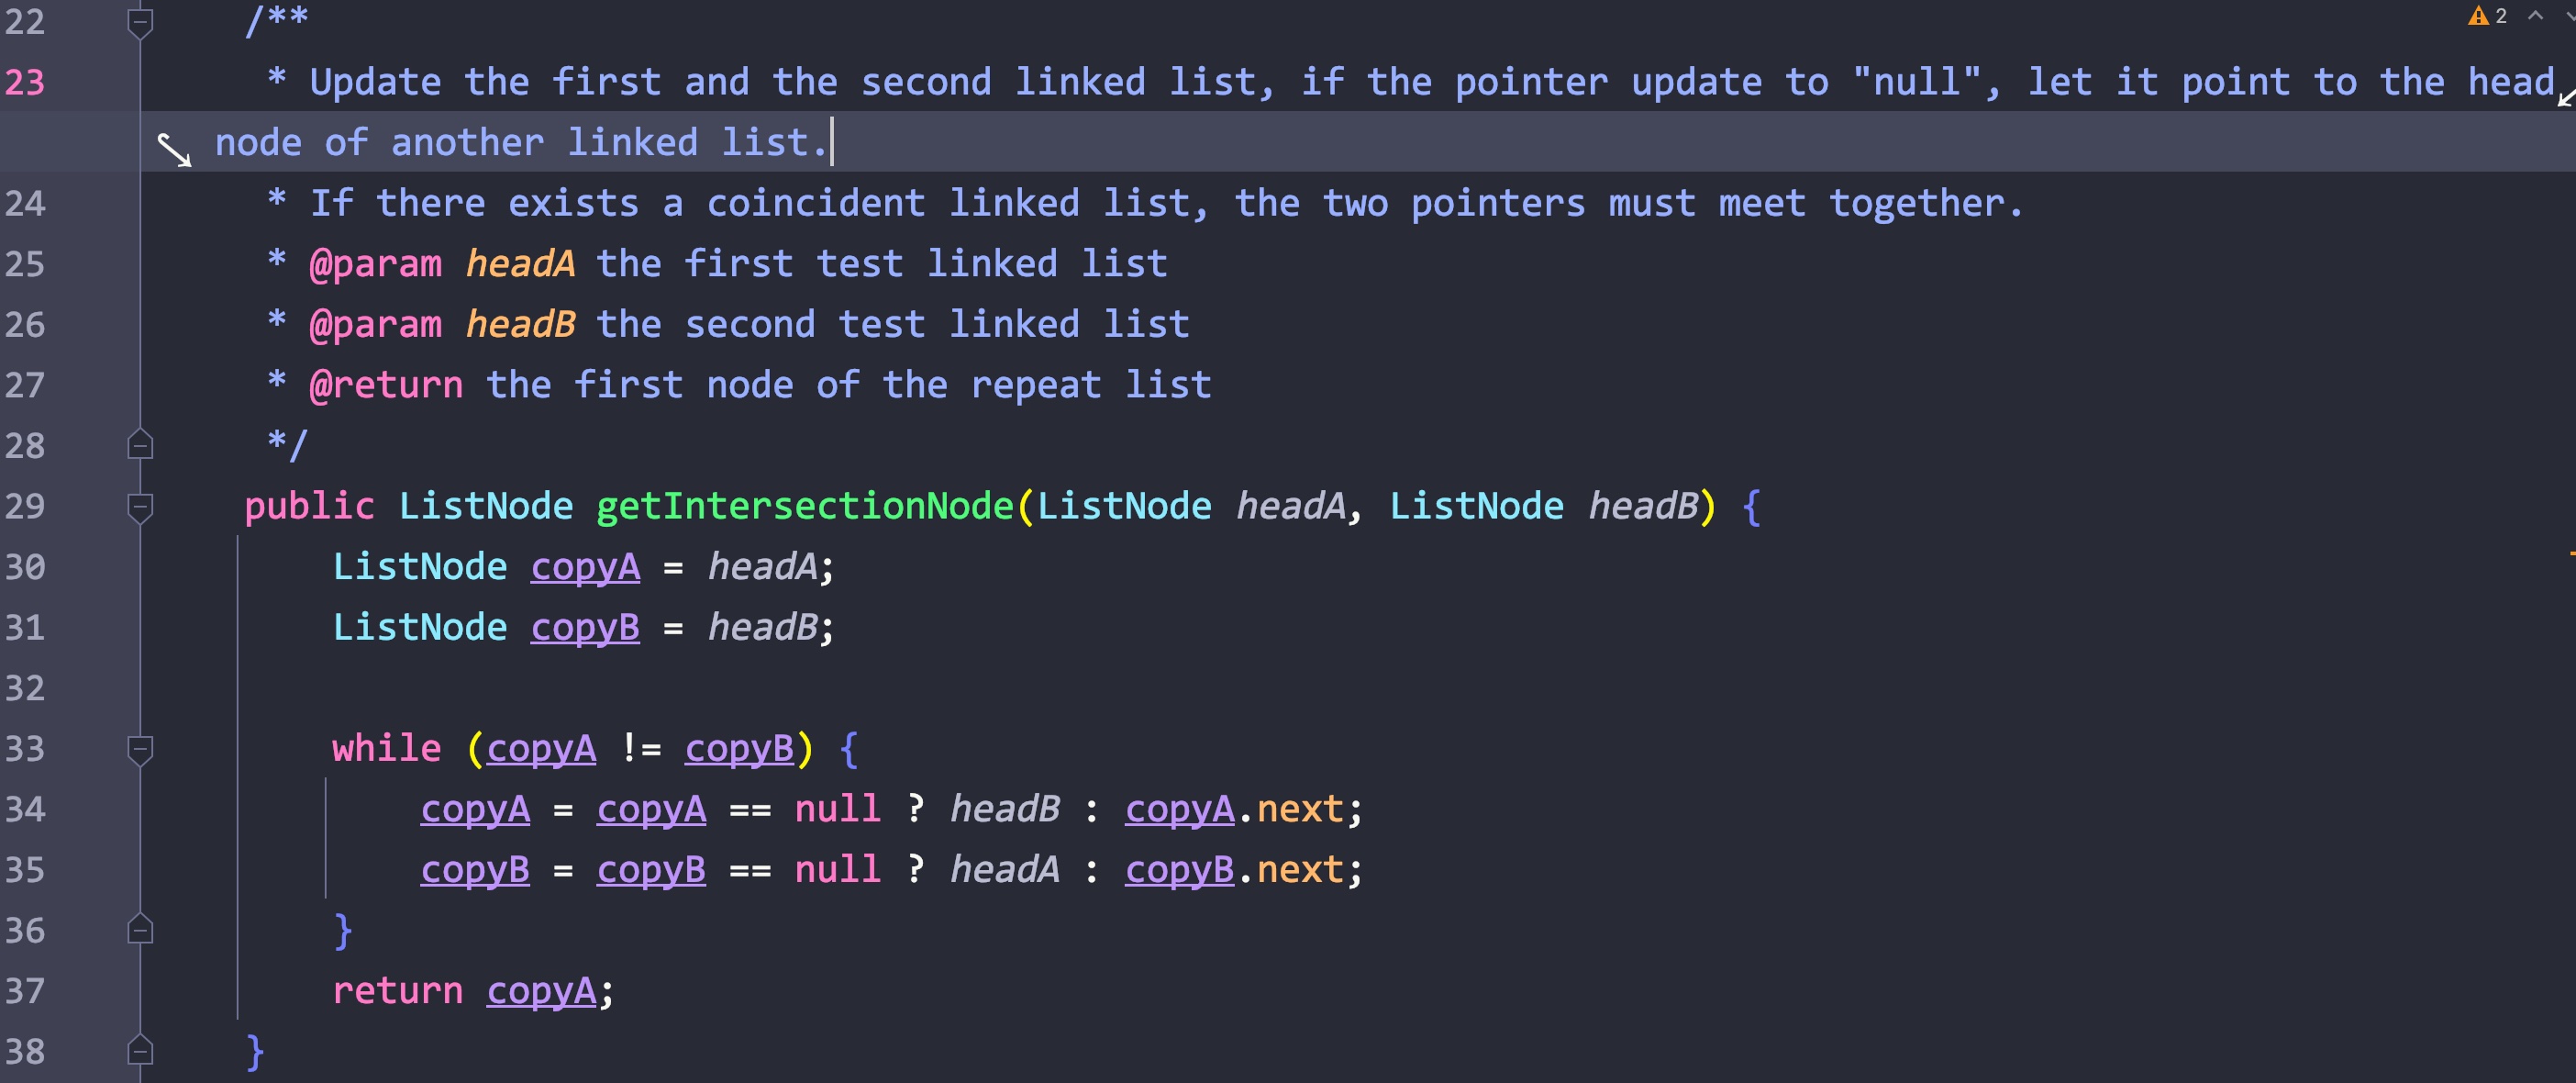 2
22 /**
23 * Update the first and the second linked list, if the pointer update to "null", let it point to the head
node of another linked list.
24 * If there exists a coincident linked list, the two pointers must meet together.
25 * @param headA the first test linked list
26 * @param headB the second test linked list
27 * @return the first node of the repeat list
28 */
29 public ListNode getIntersectionNode(ListNode headA, ListNode headB) {
30 ListNode copyA = headA;
31 ListNode copyB = headB;
32
33 while (copyA != copyB) {
34 copyA = copyA == null ? headB : copyA.next;
35 copyB = copyB == null ? headA : copyB.next;
36 }
37 return copyA;
38 }